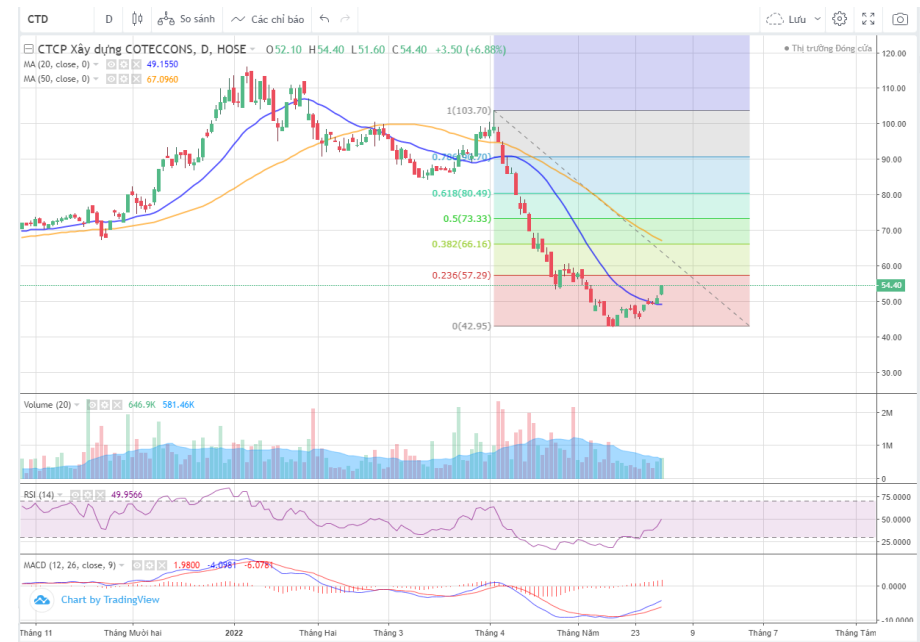 CTD D So sánh Các chỉ báo Lưu
CTCP Xây dựng COTECCONS, D, HOSE O52.10 H54.40 L51.60 C54.40 +3.50 (+6.88%) Thị trường Đóng cửa
MA (20, close, 0) 49.1550
MA (50, close, 0) 67.0960
120.00
110.00
100.00
90.00
80.00
70.00
60.00
54.40
50.00
40.00
30.00
1(103.70)
0.618(80.49)
0.5(73.33)
0.382(66.16)
0.236(57.29)
0(42.95)
Volume (20) 646.9K 581.46K
2M
1M
0
RSI (14) 49.9566
75.0000
50.0000
25.0000
MACD (12, 26, close, 9) 1.9800 -4.0981 -6.0781
0.0000
-10.0000
Chart by TradingView
Tháng 11 Tháng Mười hai 2022 Tháng Hai Tháng 3 Tháng 4 Tháng Năm 23 9 Tháng 7 Tháng Tám